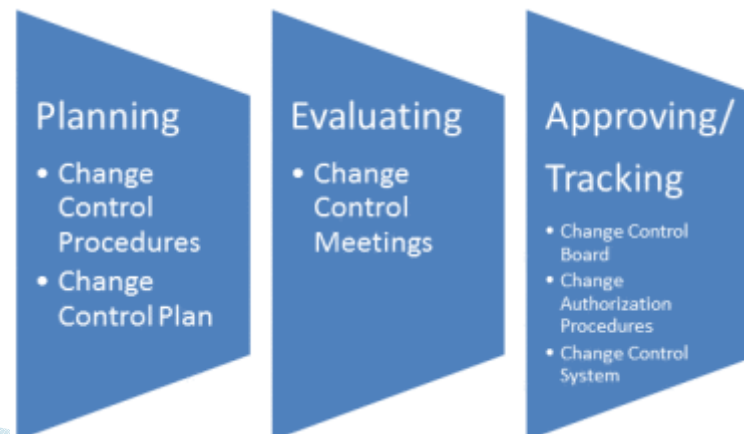 Planning
• Change
Control
Procedures
• Change
Control Plan
Evaluating
• Change
Control
Meetings
Approving/
Tracking
• Change Control
Board
• Change
Authorization
Procedures
• Change Control
System